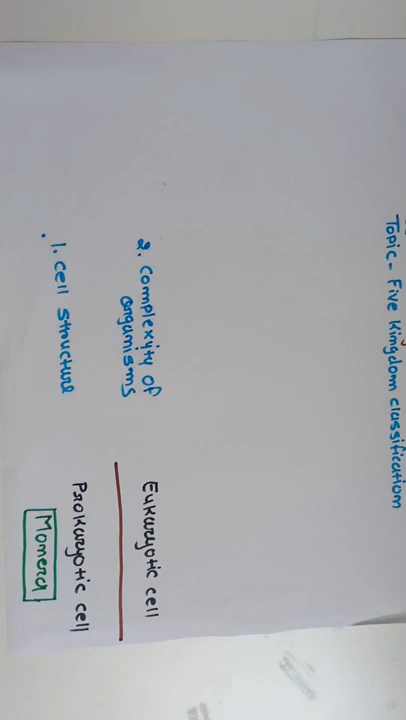 Topic- Five Kingdom classification
2. Complexity of
organisms
Eukaryotic cell
1. cell structure
Prokaryotic cell
Monera